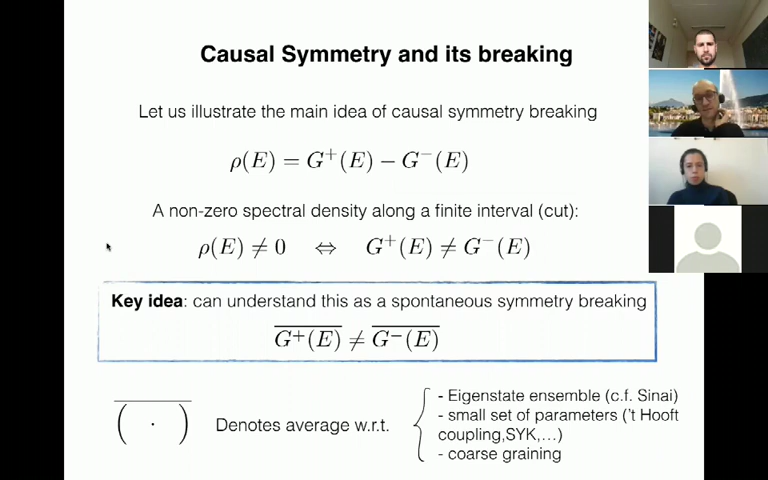 Causal Symmetry and its breaking
Let us illustrate the main idea of causal symmetry breaking
ρ(E) = G⁺(E) − G⁻(E)
A non-zero spectral density along a finite interval (cut):
ρ(E) ≠ 0 ⇔ G⁺(E) ≠ G⁻(E)
Key idea: can understand this as a spontaneous symmetry breaking
\overline{G⁺(E)} ≠ \overline{G⁻(E)}
\overline{( · )} Denotes average w.r.t. {
- Eigenstate ensemble (c.f. Sinai)
- small set of parameters ('t Hooft
coupling,SYK,...)
- coarse graining